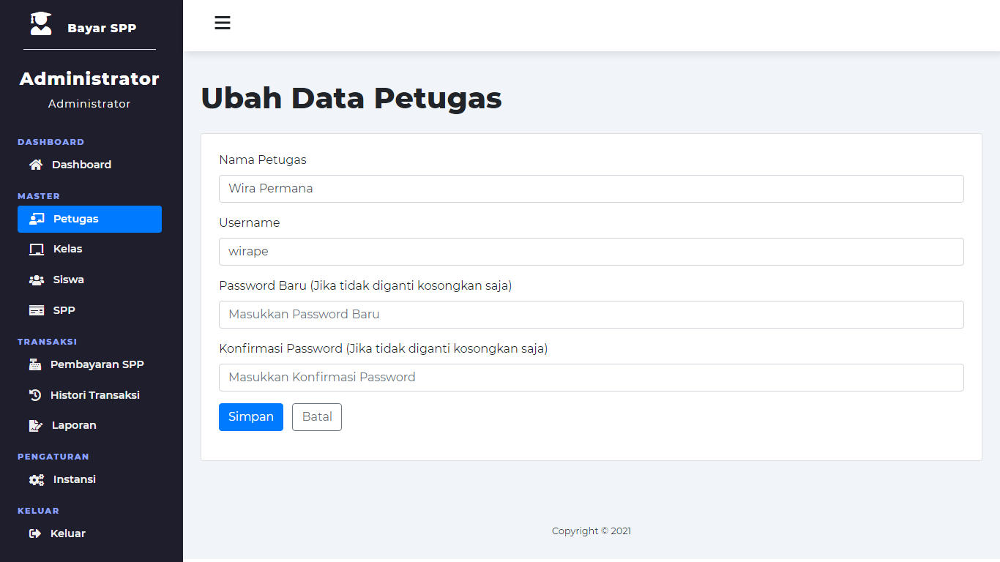 Bayar SPP
Administrator
Administrator
DASHBOARD
Dashboard
MASTER
Petugas
Kelas
Siswa
SPP
TRANSAKSI
Pembayaran SPP
Histori Transaksi
Laporan
PENGATURAN
Instansi
KELUAR
Keluar
Ubah Data Petugas
Nama Petugas
Wira Permana
Username
wirape
Password Baru (Jika tidak diganti kosongkan saja)
Masukkan Password Baru
Konfirmasi Password (Jika tidak diganti kosongkan saja)
Masukkan Konfirmasi Password
Simpan Batal
Copyright © 2021